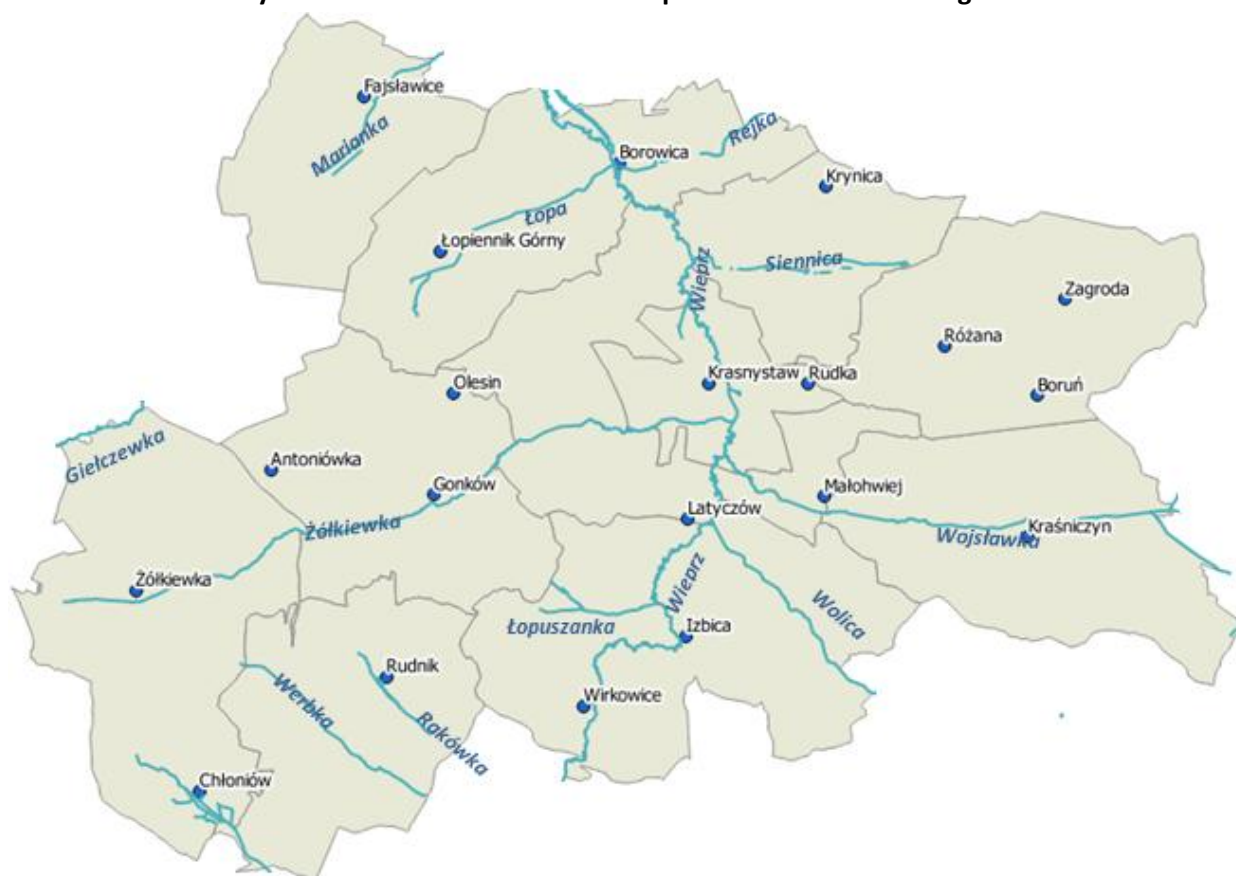 Fajsławice
Marianka
Borowica
Rejka
Krynica
Łopa
Łopiennik Górny
Wieprz
Siennica
Zagroda
Różana
Krasnystaw
Rudka
Olesin
Boruń
Giełczewka
Antoniówka
Gonków
Małohwiej
Latyczów
Żółkiewka
Wojsławka
Kraśniczyn
Żółkiewka
Wieprz
Wolica
Łopuszanka
Izbica
Rudnik
Wirkowice
Werbka
Rakówka
Chłoniów